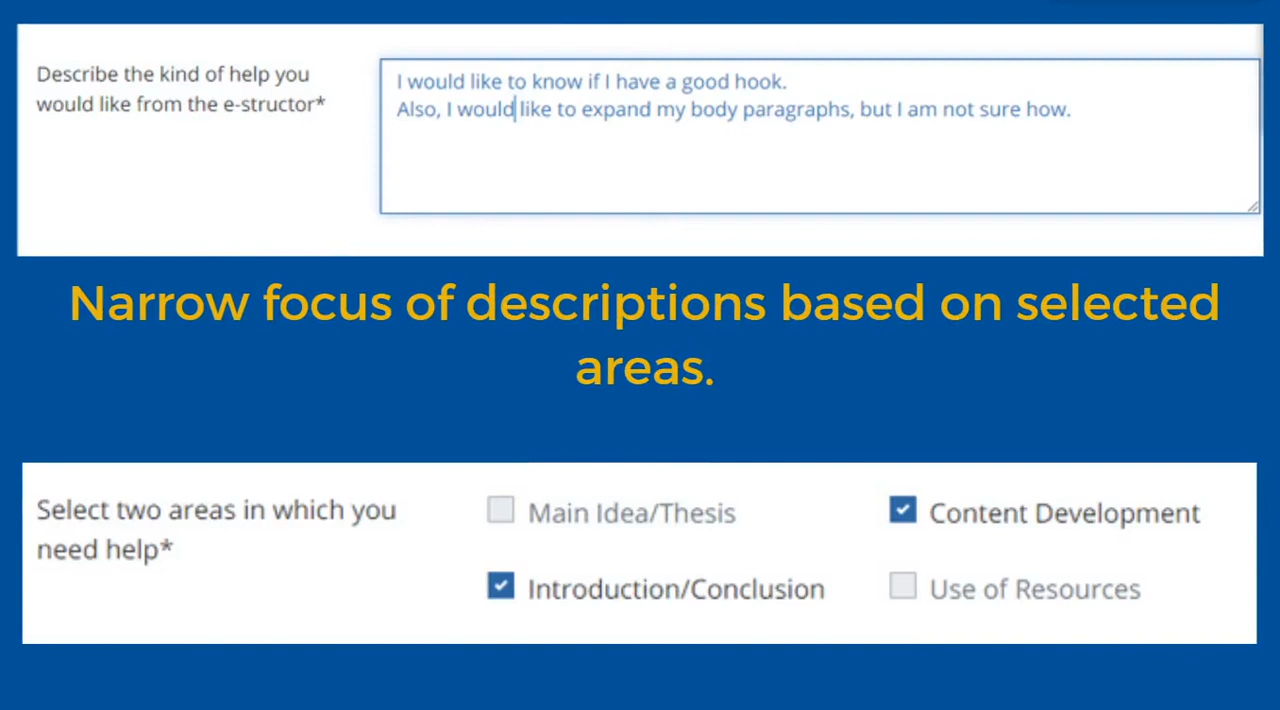 Describe the kind of help you
would like from the e-structor*
I would like to know if I have a good hook.
Also, I would like to expand my body paragraphs, but I am not sure how.
Narrow focus of descriptions based on selected
areas.
Select two areas in which you
need help*
Main Idea/Thesis
Content Development
Introduction/Conclusion
Use of Resources